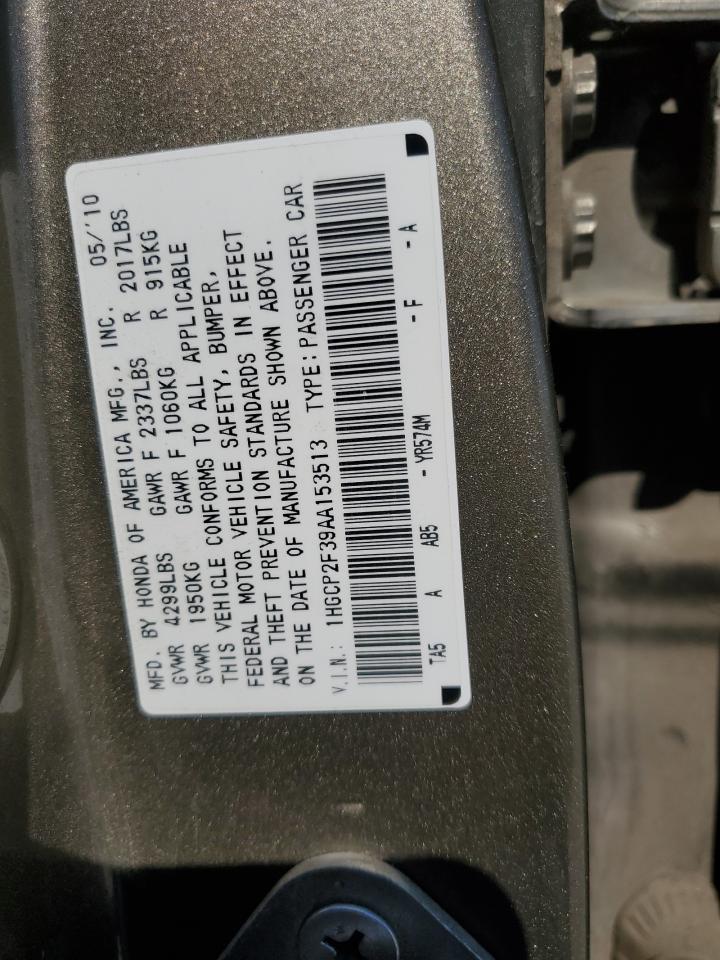 MFD. BY HONDA OF AMERICA MFG., INC. 05/'10
GVWR 4299LBS GAWR F 2337LBS R 2017LBS
GVWR 1950KG GAWR F 1060KG R 915KG
THIS VEHICLE CONFORMS TO ALL APPLICABLE
FEDERAL MOTOR VEHICLE SAFETY, BUMPER,
AND THEFT PREVENTION STANDARDS IN EFFECT
ON THE DATE OF MANUFACTURE SHOWN ABOVE.
V.I.N.: 1HGCP2F39AA153513 TYPE: PASSENGER CAR
TA5 A AB5 - YR574M - F - A